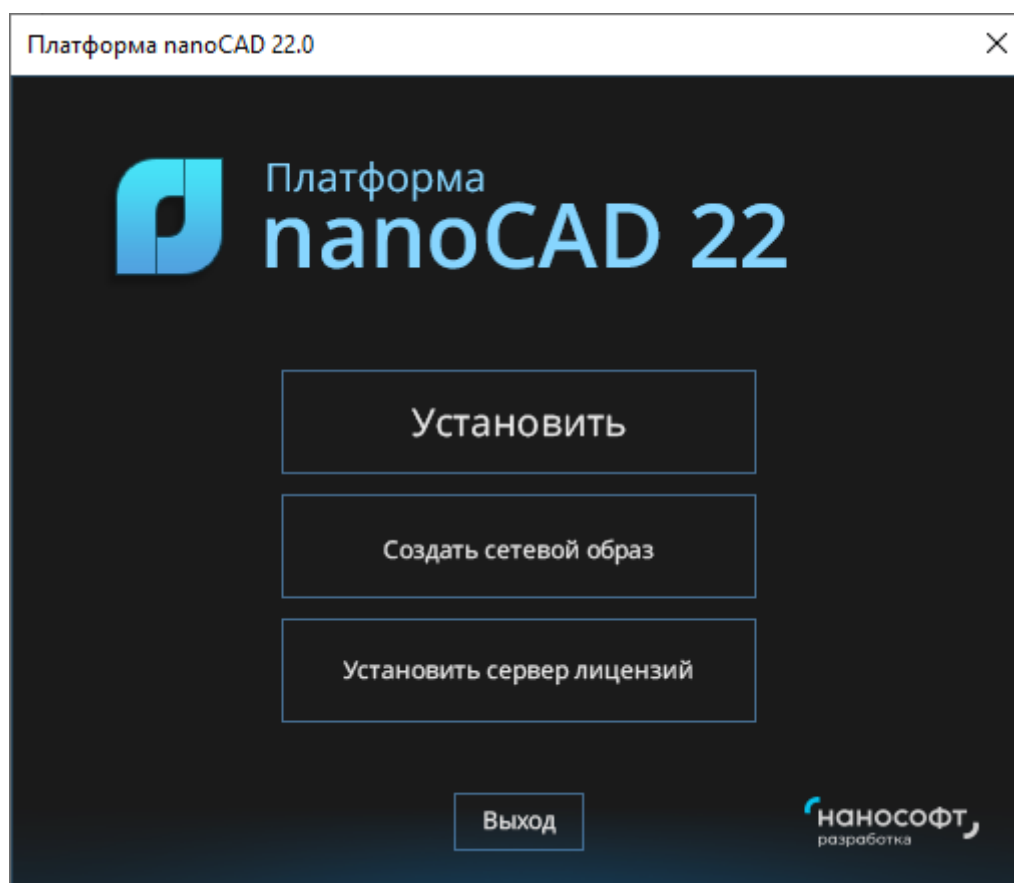 Платформа nanoCAD 22.0
Платформа
nanoCAD 22
Установить
Создать сетевой образ
Установить сервер лицензий
Выход
нанософт
разработка